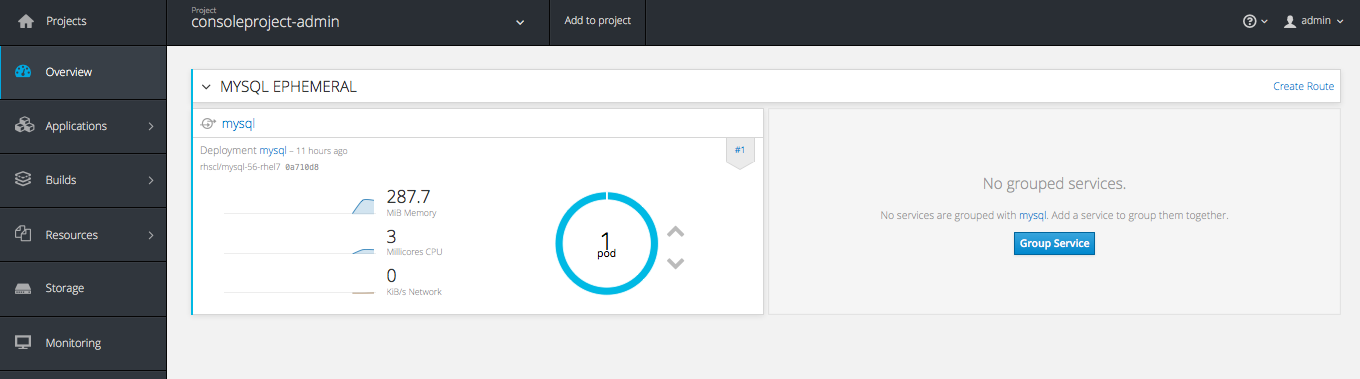 Projects
Project
consoleproject-admin
Add to project
admin
Overview
Applications
Builds
Resources
Storage
Monitoring
MYSQL EPHEMERAL
Create Route
mysql
Deployment mysql – 11 hours ago
#1
rhscl/mysql-56-rhel7 0a710d8
287.7
MiB Memory
3
Millicores CPU
0
KiB/s Network
1
pod
No grouped services.
No services are grouped with mysql. Add a service to group them together.
Group Service